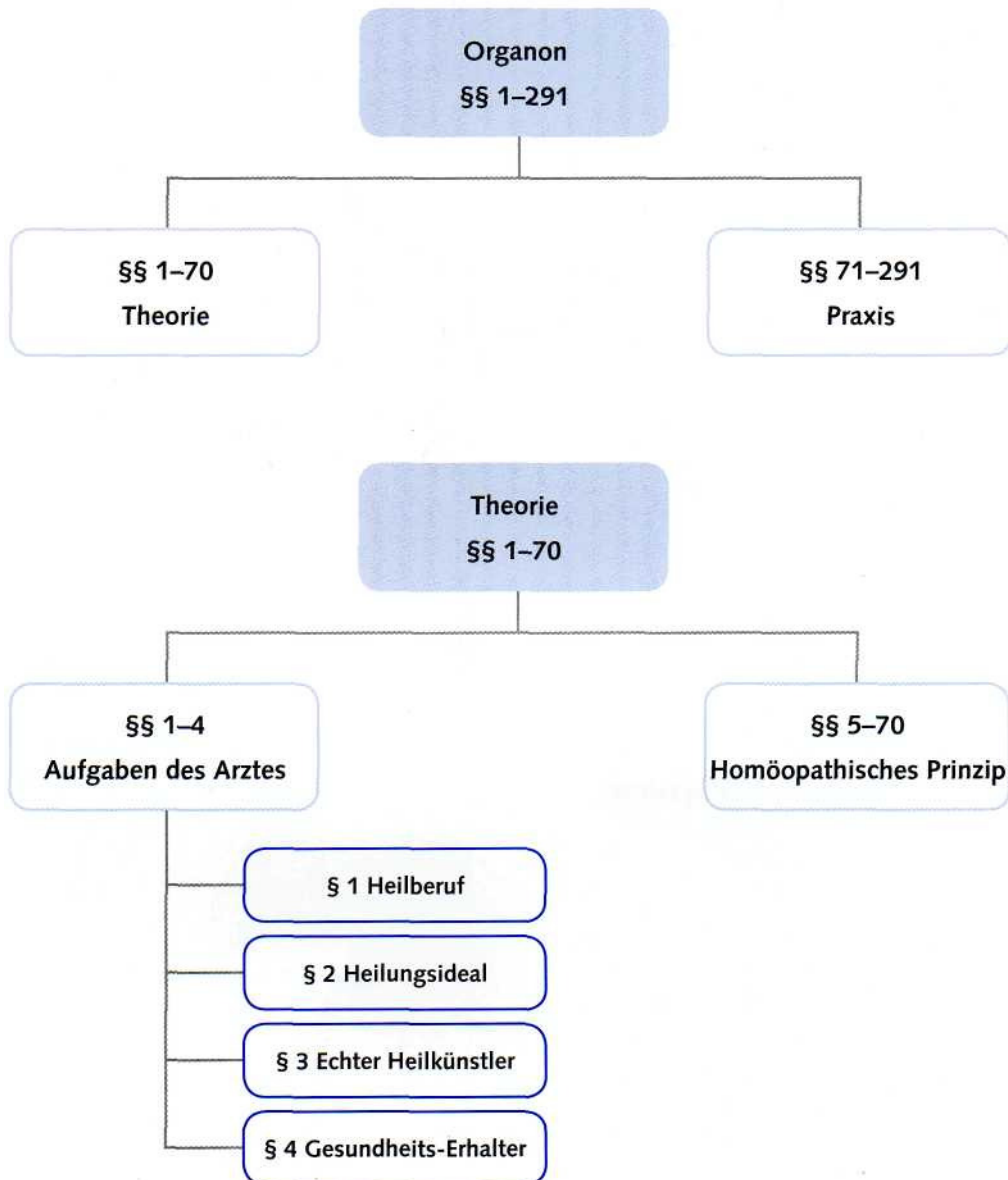 Organon
§§ 1–291
§§ 1–70
Theorie
§§ 71–291
Praxis
Theorie
§§ 1–70
§§ 1–4
Aufgaben des Arztes
§§ 5–70
Homöopathisches Prinzip
§ 1 Heilberuf
§ 2 Heilungsideal
§ 3 Echter Heilkünstler
§ 4 Gesundheits-Erhalter